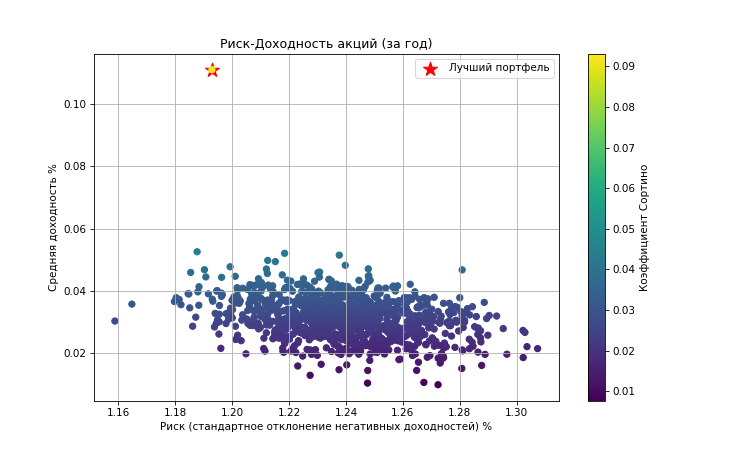 Риск-Доходность акций (за год)
Лучший портфель
Средняя доходность %
0.10
0.08
0.06
0.04
0.02
1.16 1.18 1.20 1.22 1.24 1.26 1.28 1.30
Риск (стандартное отклонение негативных доходностей) %
0.09
0.08
0.07
0.06
0.05
0.04
0.03
0.02
0.01
Коэффициент Сортино